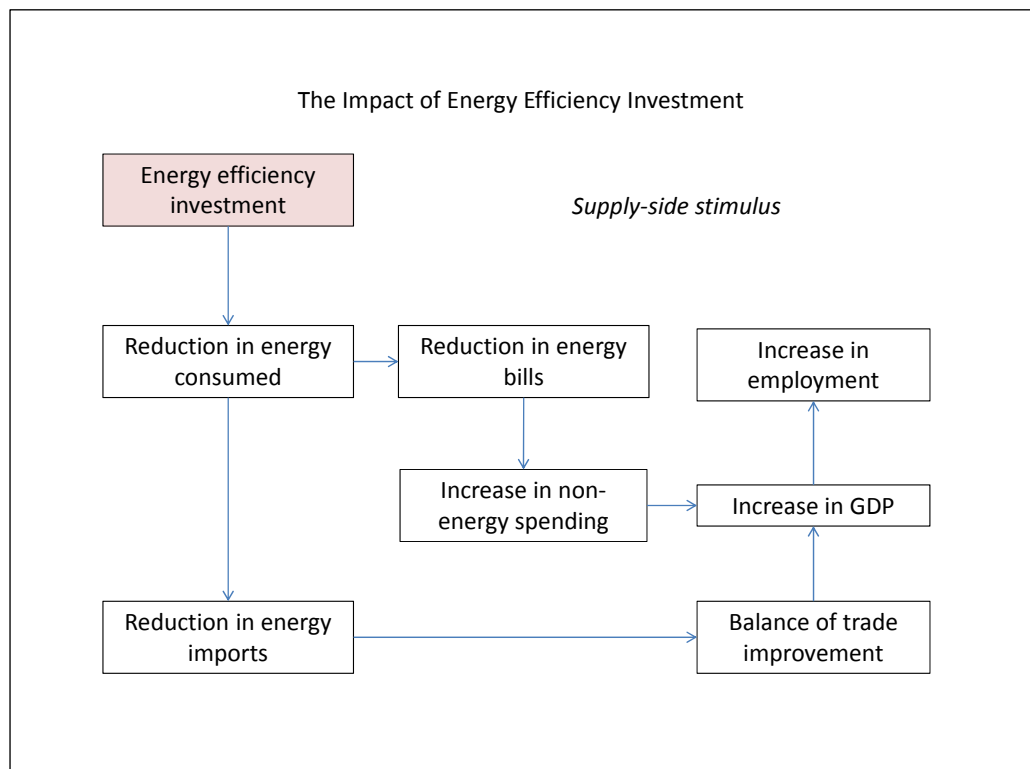 The Impact of Energy Efficiency Investment
Energy efficiency
investment
Supply-side stimulus
Reduction in energy
consumed
Reduction in energy
bills
Increase in
employment
Increase in non-
energy spending
Increase in GDP
Reduction in energy
imports
Balance of trade
improvement